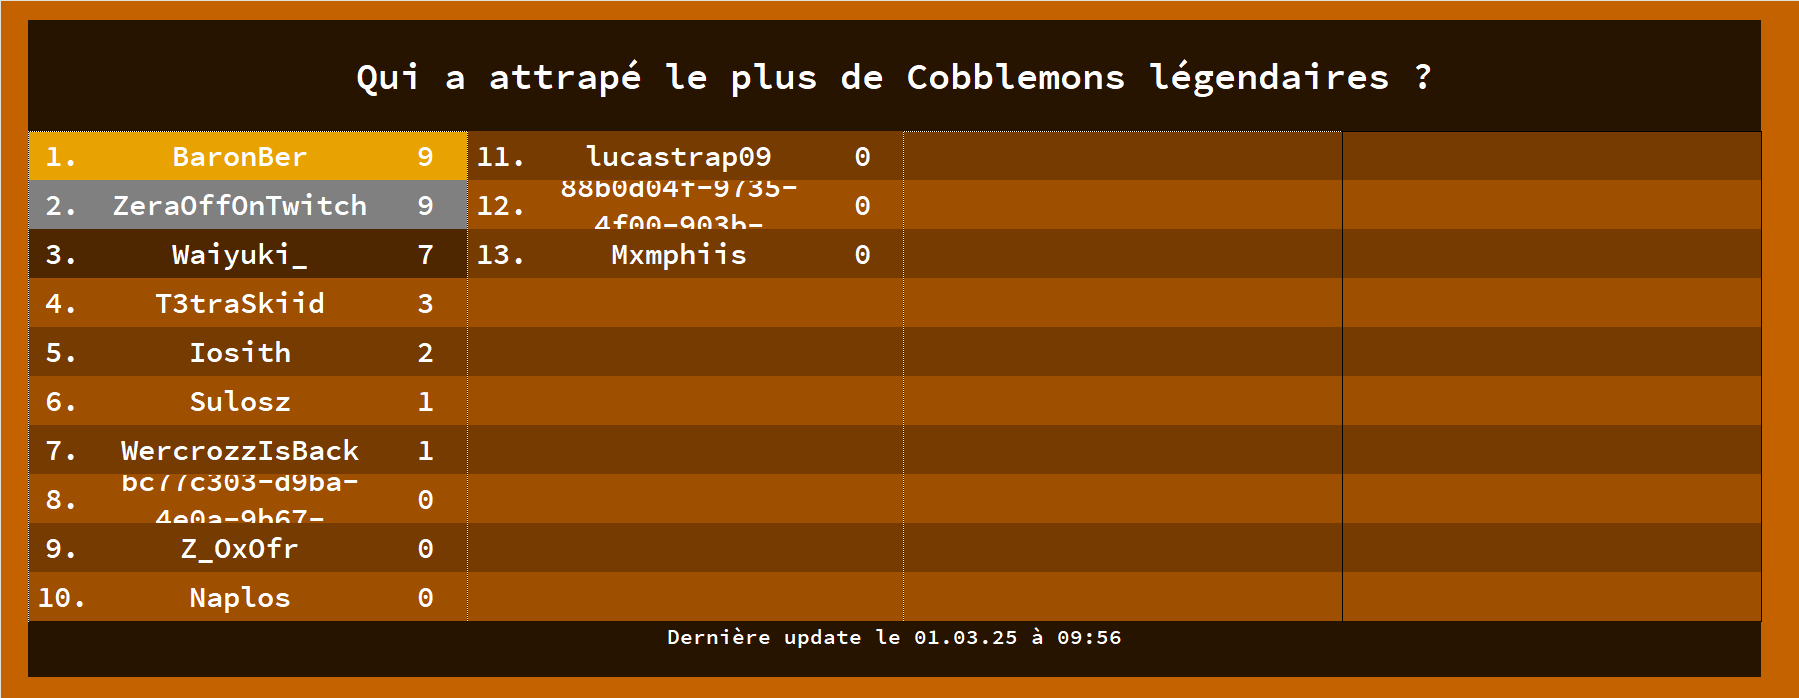 Qui a attrapé le plus de Cobblemons légendaires ?
1. BaronBer 9
2. ZeraOffOnTwitch 9
3. Waiyuki_ 7
4. T3traSkiid 3
5. Iosith 2
6. Sulosz 1
7. WercrozzIsBack 1
8. bc77c303-d9ba-
4e0a-9b67- 0
9. Z_OxOfr 0
10. Naplos 0
11. lucastrap09 0
12. 88b0d04f-9735-
4f00-903b- 0
13. Mxmphiis 0
Dernière update le 01.03.25 à 09:56